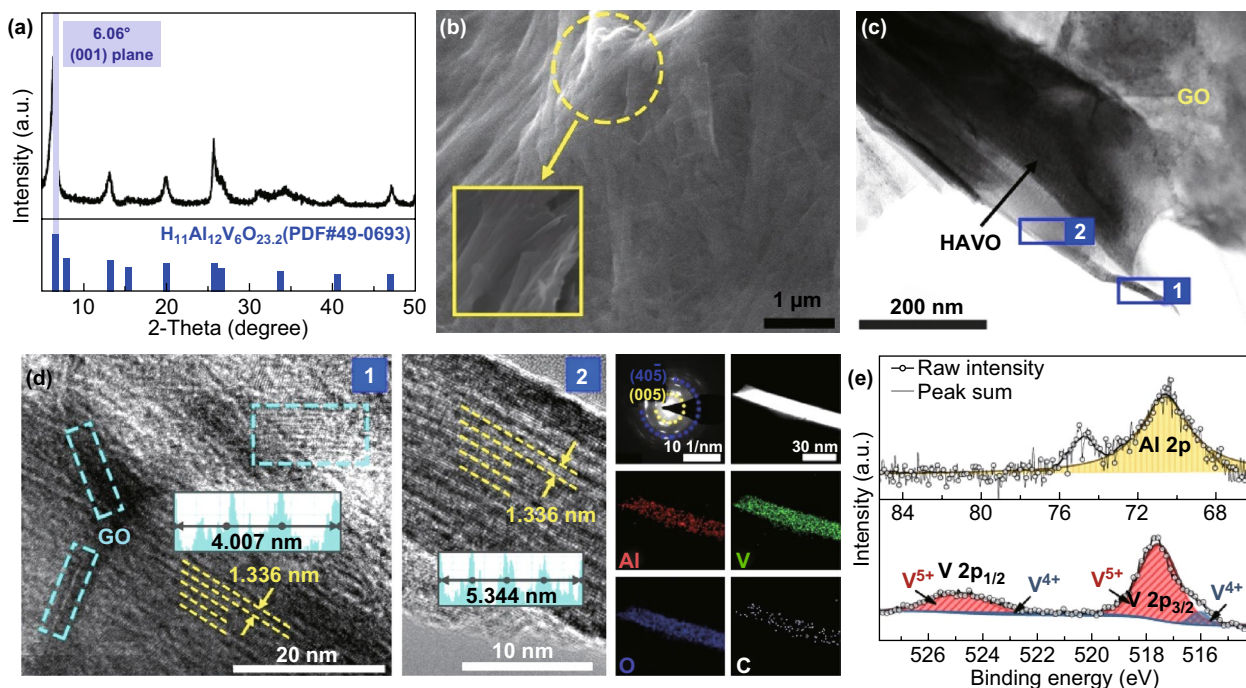 (a)
6.06°
(001) plane
Intensity (a.u.)
H₁₁Al₁₂V₆O₂₃.₂(PDF#49-0693)
10 20 30 40 50
2-Theta (degree)
(b)
1 μm
(c)
GO
HAVO
2
1
200 nm
(d)
1
GO
4.007 nm
1.336 nm
20 nm
2
1.336 nm
5.344 nm
10 nm
(405̄)
(005)
10 1/nm
30 nm
Al
V
O
C
(e)
Raw intensity
Peak sum
Al 2p
Intensity (a.u.)
84 80 76 72 68
V⁵⁺ V 2p₁/₂ V⁴⁺
V⁵⁺ V 2p₃/₂ V⁴⁺
526 524 522 520 518 516
Binding energy (eV)